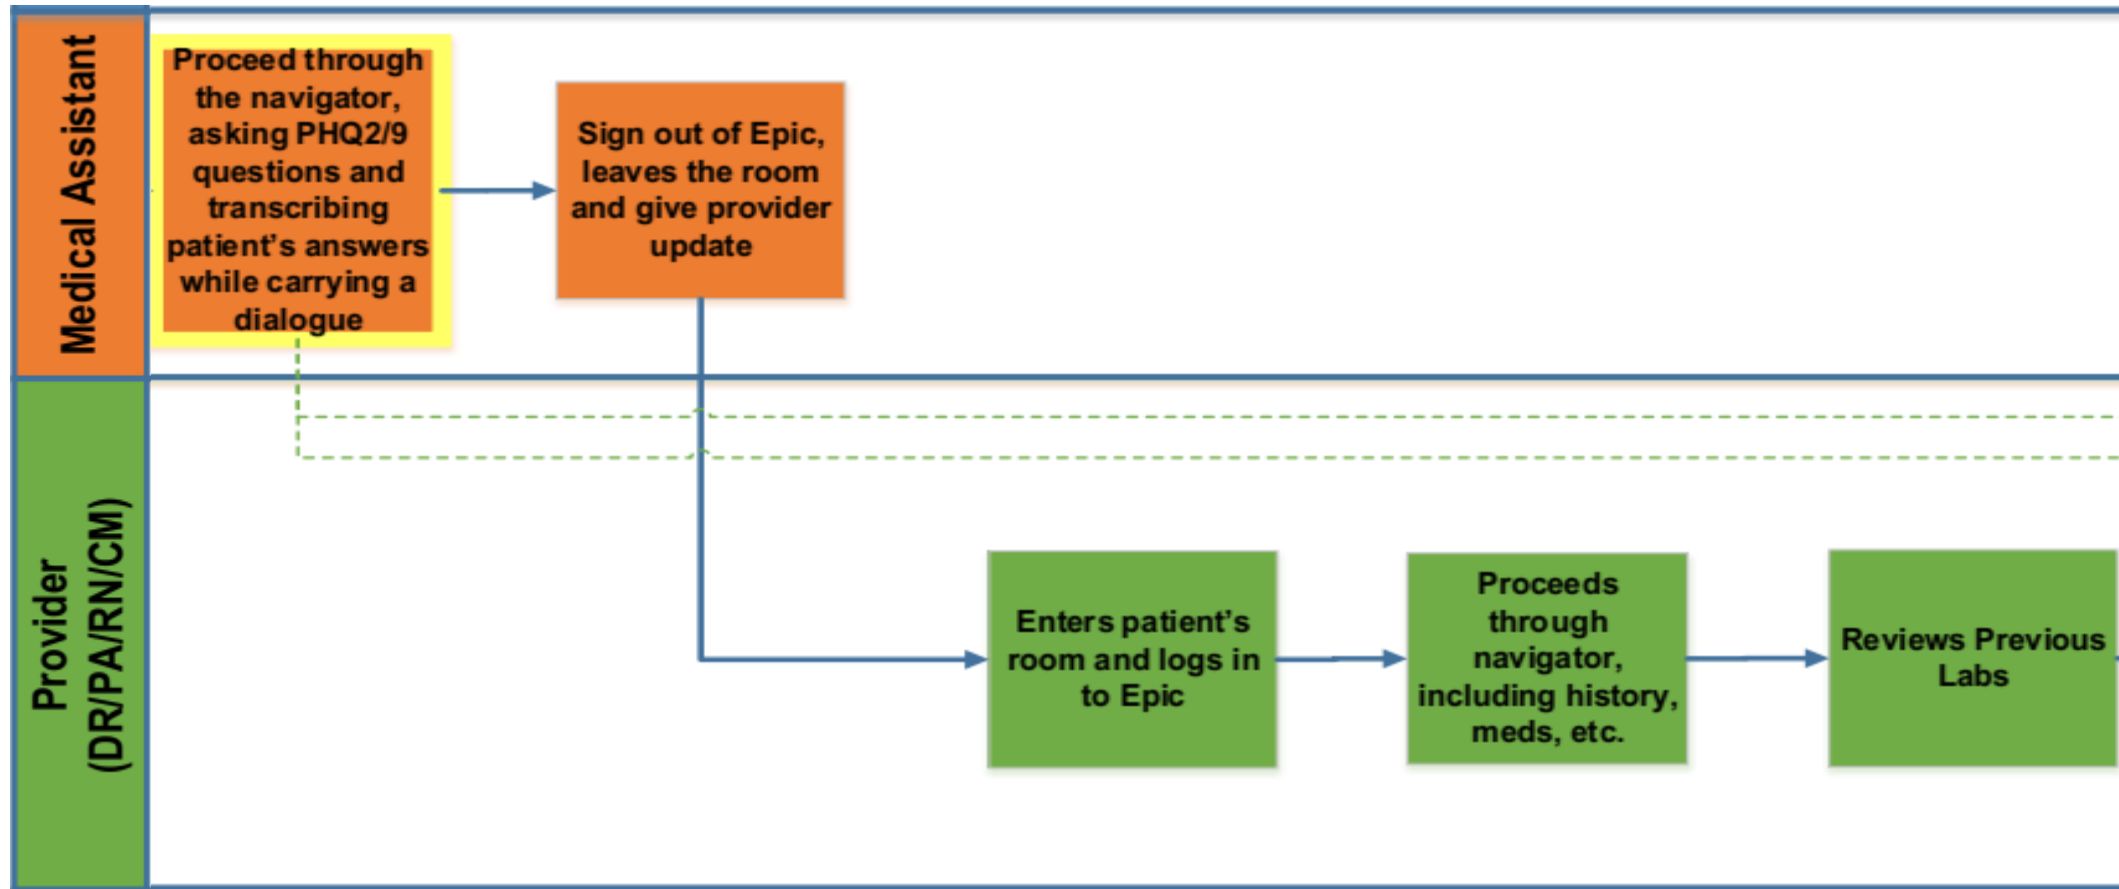 Medical Assistant
Proceed through
the navigator,
asking PHQ2/9
questions and
transcribing
patient’s answers
while carrying a
dialogue
Sign out of Epic,
leaves the room
and give provider
update
Provider
(DR/PA/RN/CM)
Enters patient’s
room and logs in
to Epic
Proceeds
through
navigator,
including history,
meds, etc.
Reviews Previous
Labs